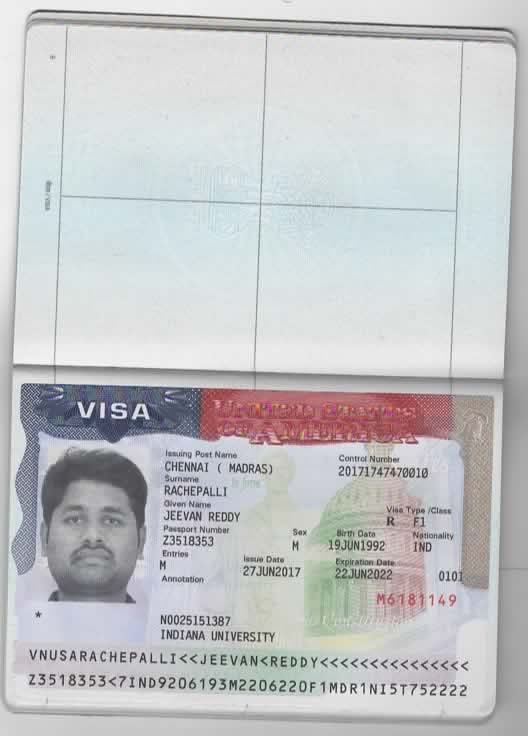 VISA
United States
of America
Issuing Post Name
CHENNAI ( MADRAS)
Control Number
20171747470010
Surname
RACHEPALLI
Given Name
JEEVAN REDDY
Visa Type /Class
R F1
Passport Number
Z3518353
Sex
M
Birth Date
19JUN1992
Nationality
IND
Entries
M
Issue Date
27JUN2017
Expiration Date
22JUN2022
0101
Annotation
M6181149
*
N0025151387
INDIANA UNIVERSITY
VNUSARACHEPALLI<<JEEVAN<REDDY<<<<<<<<<<<<<<<
Z3518353<7IND9206193M2206220F1MDR1NI5T752222